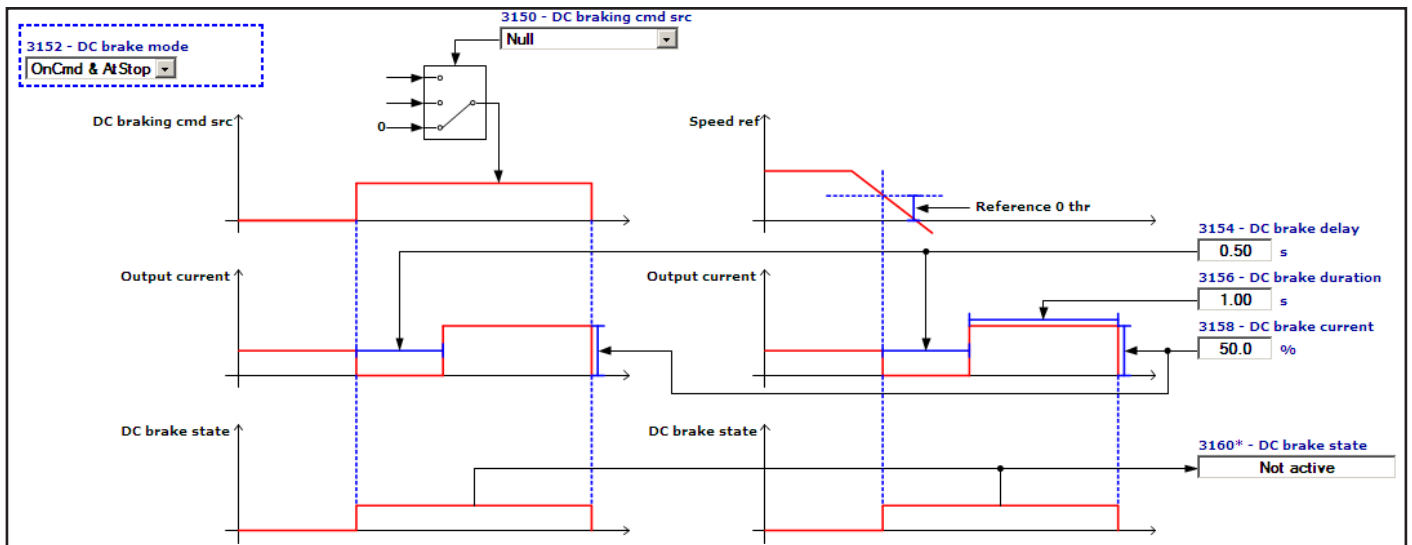 3150 - DC braking cmd src
Null
3152 - DC brake mode
OnCmd & AtStop
0
DC braking cmd src
Speed ref
Reference 0 thr
3154 - DC brake delay
0.50 s
Output current
Output current
3156 - DC brake duration
1.00 s
3158 - DC brake current
50.0 %
DC brake state
DC brake state
3160* - DC brake state
Not active